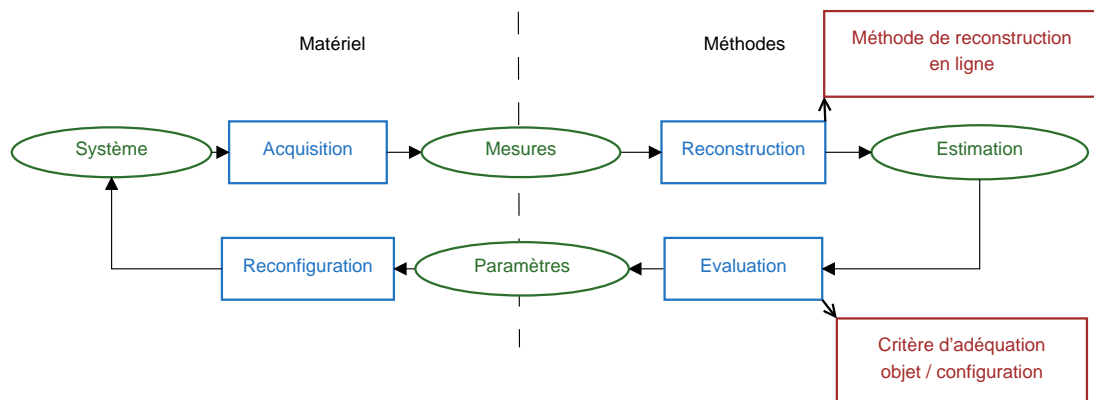 Matériel
Méthodes
Méthode de reconstruction
en ligne
Système
Acquisition
Mesures
Reconstruction
Estimation
Reconfiguration
Paramètres
Evaluation
Critère d'adéquation
objet / configuration